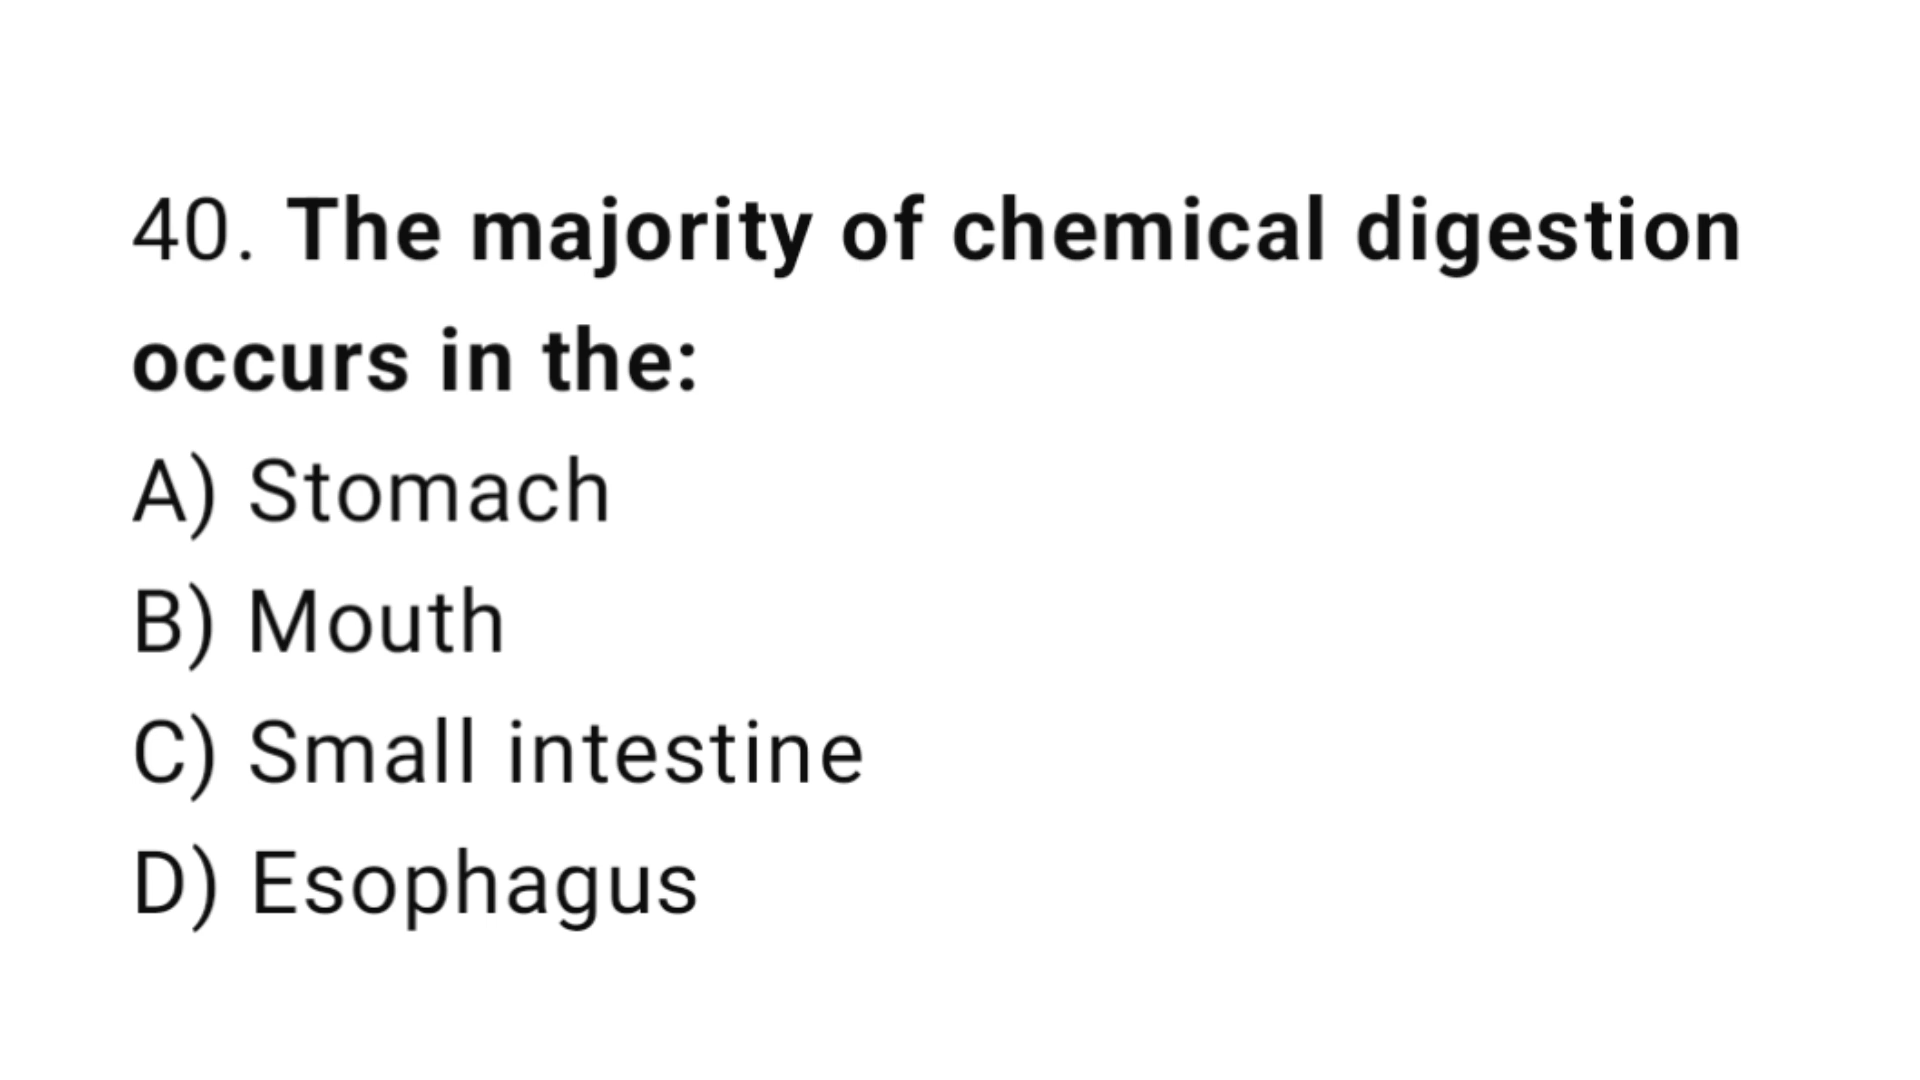 40. The majority of chemical digestion
occurs in the:
A) Stomach
B) Mouth
C) Small intestine
D) Esophagus